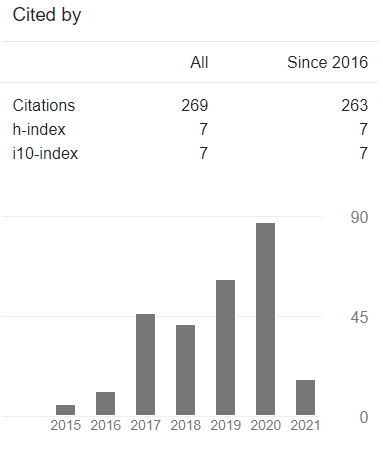 Cited by
All Since 2016
Citations 269 263
h-index 7 7
i10-index 7 7
90
45
0
2015 2016 2017 2018 2019 2020 2021